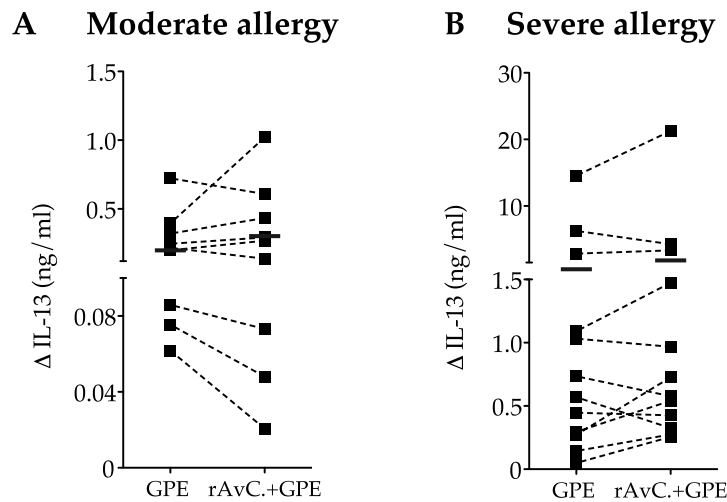 A Moderate allergy
Δ IL-13 (ng/ml)
1.5
1.0
0.5
0.08
0.04
0
GPE rAvC.+GPE
B Severe allergy
Δ IL-13 (ng/ml)
30
20
10
1.5
1.0
0.5
0
GPE rAvC.+GPE